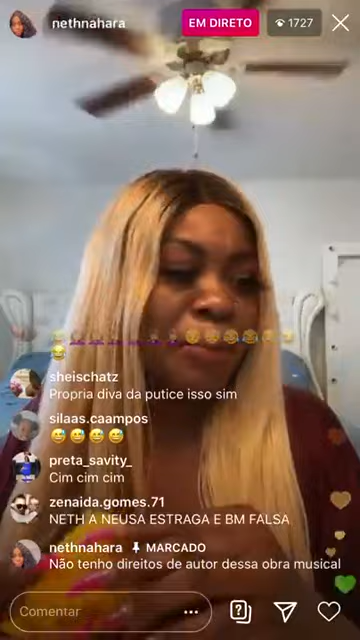 nethnahara
EM DIRETO
1727
sheischatz
Propria diva da putice isso sim
silaas.caampos
preta_savity_
Cim cim cim
zenaida.gomes.71
NETH A NEUSA ESTRAGA E BM FALSA
nethnahara MARCADO
Não tenho direitos de autor dessa obra musical
Comentar